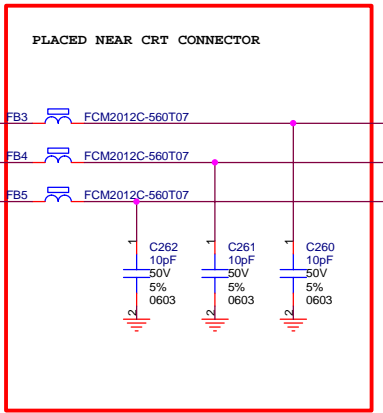 PLACED NEAR CRT CONNECTOR
FB3 FCM2012C-560T07
FB4 FCM2012C-560T07
FB5 FCM2012C-560T07
1 1 1
C262 C261 C260
10pF 10pF 10pF
50V 50V 50V
5% 5% 5%
0603 0603 0603
2 2 2